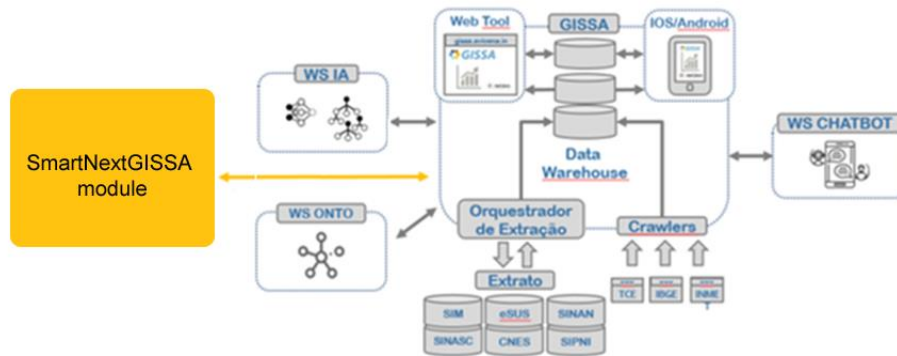 Web Tool
GISSA
IOS/Android
GISSA
WS IA
SmartNextGISSA
module
WS CHATBOT
Data
Warehouse
WS ONTO
Orquestrador
de Extração
Crawlers
Extrato
TCE
IBGE
INME
T
SIM
eSUS
SINAN
SINASC
CNES
SIPNI